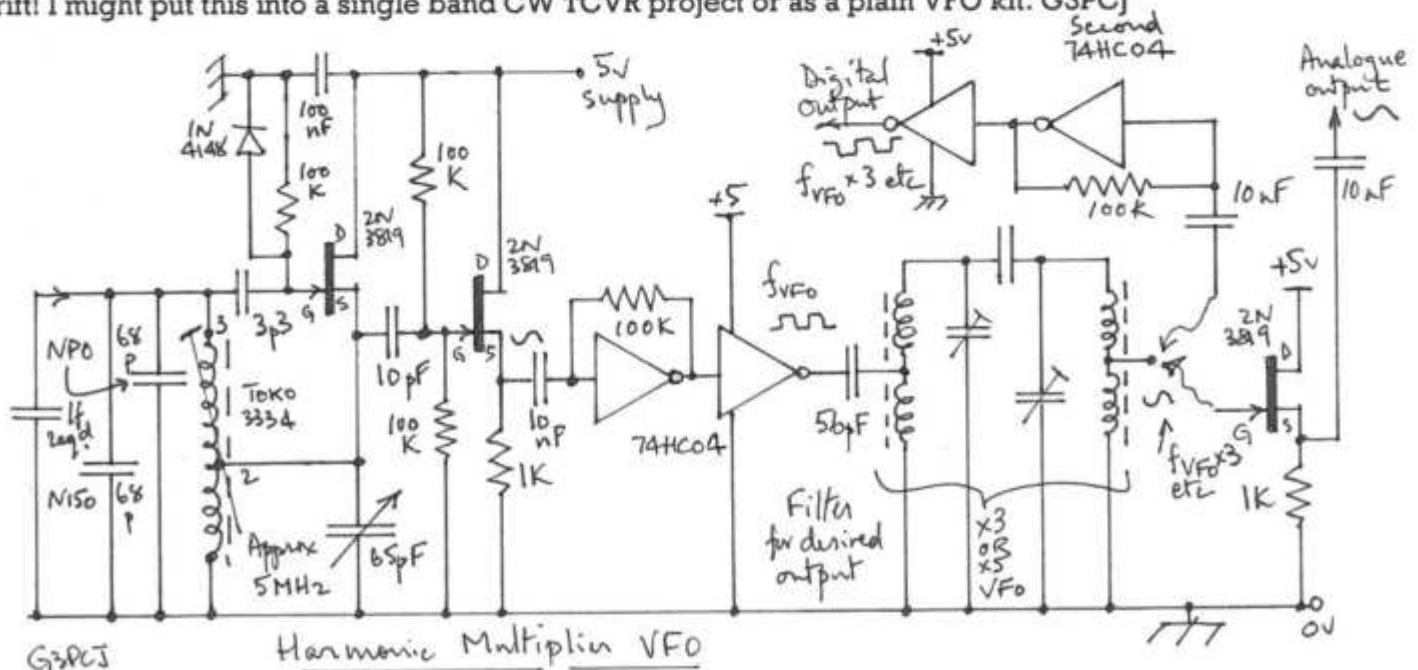 rift! I might put this into a single band CW TCVR project or as a plain VFO kit. G3PCJ
+5v
Second
74HC04
Analogue
output
5v
Supply
Digital
output
1N
4148
100
nF
100
K
100
K
fVFO x 3 etc
+5
100K
10nF
10nF
D
2N
3819
G
S
D
2N
3819
G
S
fVFO
+5v
3
3p3
NPO
68
P
100K
2N
3819
D
G
S
TOKO
3334
10pF
100
K
10
nF
74HC04
56pF
fVFO x3
etc
1K
1K
N150
68
P
2
Approx
5MHz
65pF
Filter
for desired
output
x3
OR
x5
VFO
0V
G3PCJ
Harmonic Multiplier VFO